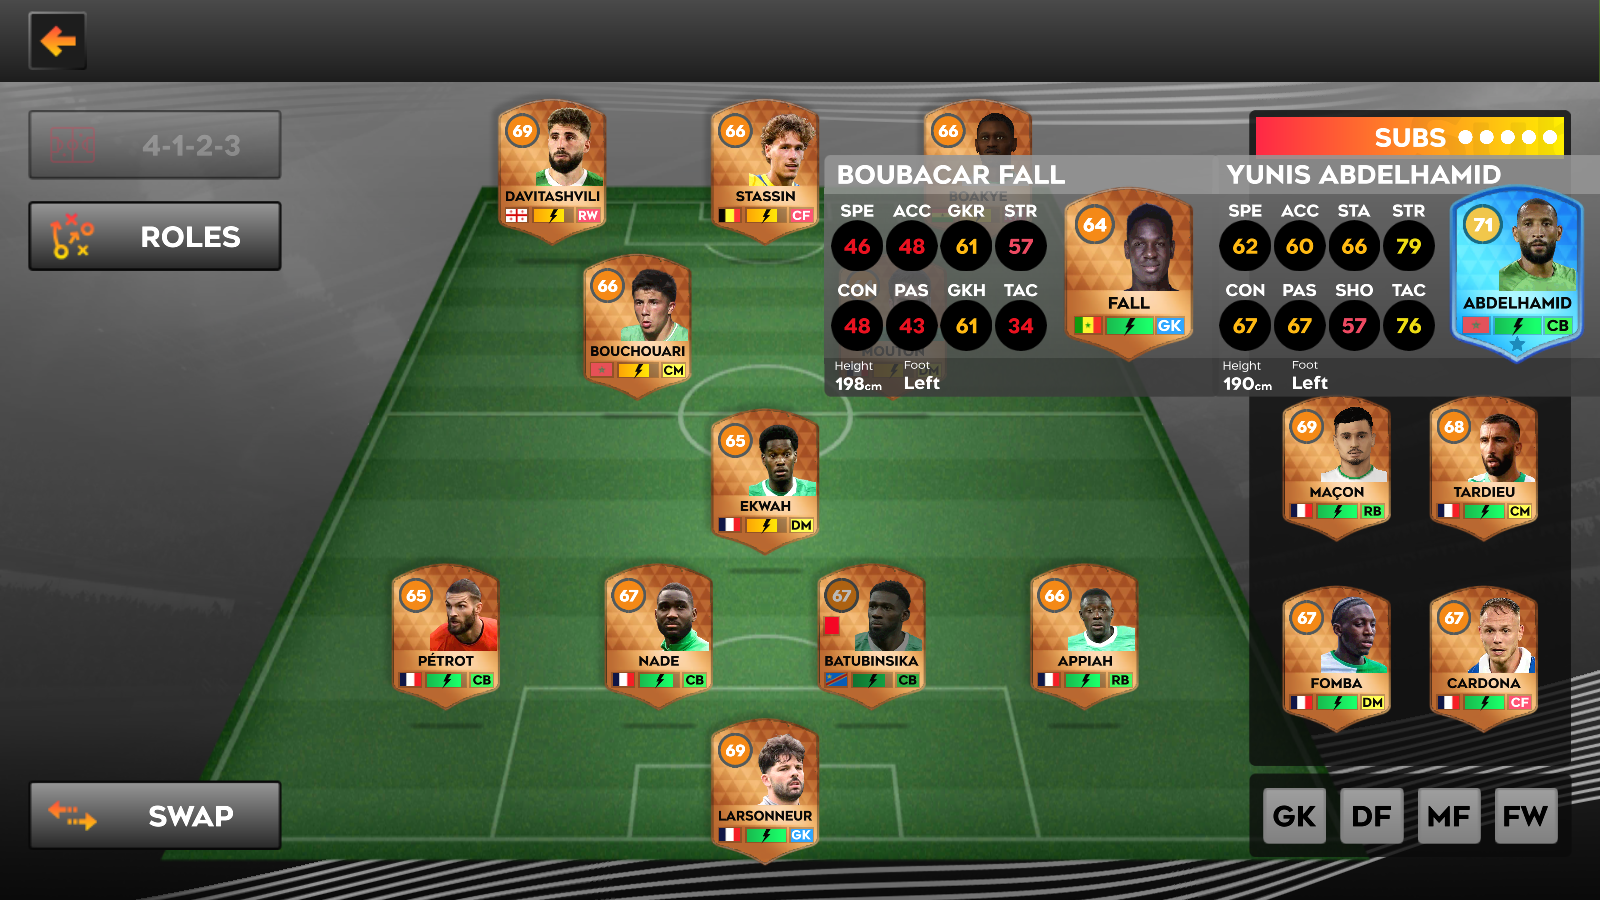 4-1-2-3
ROLES
SWAP
69
DAVITASHVILI
RW
66
STASSIN
CF
66
BOAKYE
66
BOUCHOUARI
CM
MOUTON
DM
65
EKWAH
DM
65
PÉTROT
CB
67
NADE
CB
67
BATUBINSIKA
CB
66
APPIAH
RB
69
LARSONNEUR
GK
SUBS
BOUBACAR FALL
SPE ACC GKR STR
46 48 61 57
CON PAS GKH TAC
48 43 61 34
Height Foot
198cm Left
64
FALL
GK
YUNIS ABDELHAMID
SPE ACC STA STR
62 60 66 79
CON PAS SHO TAC
67 67 57 76
Height Foot
190cm Left
71
ABDELHAMID
CB
69
MAÇON
RB
68
TARDIEU
CM
67
FOMBA
DM
67
CARDONA
CF
GK DF MF FW